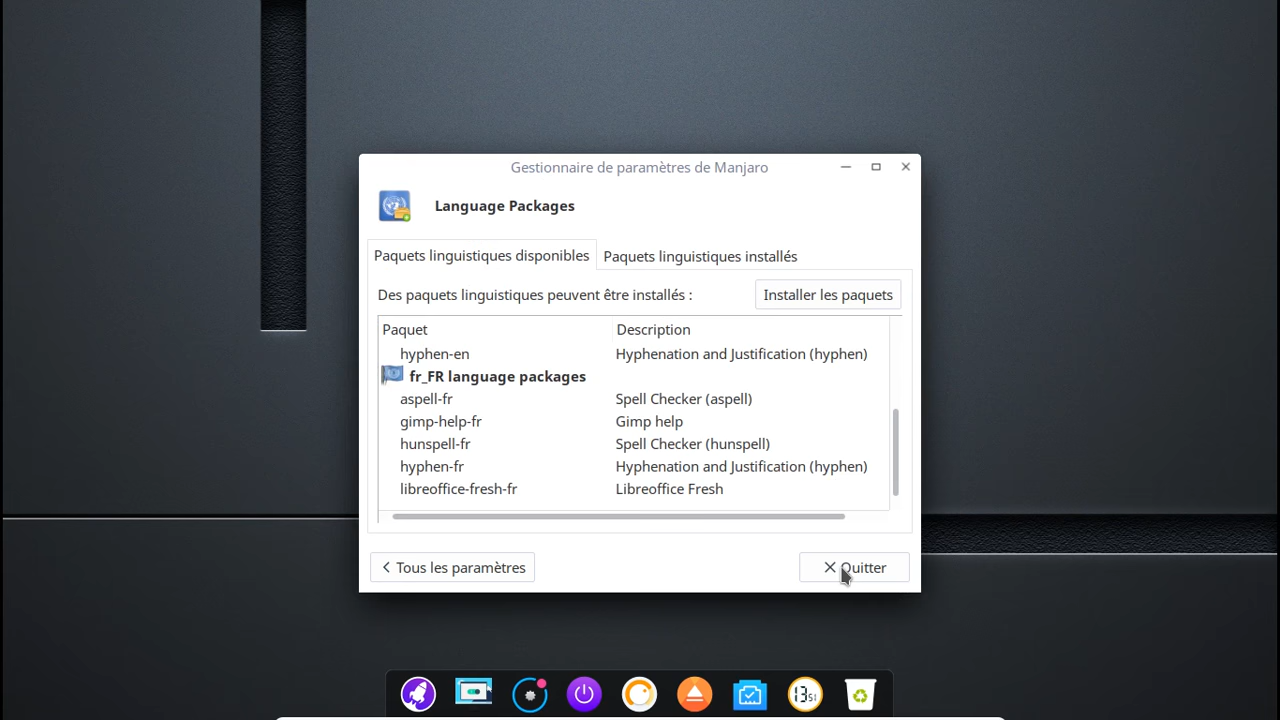 Gestionnaire de paramètres de Manjaro
Language Packages
Paquets linguistiques disponibles
Paquets linguistiques installés
Des paquets linguistiques peuvent être installés :
Installer les paquets
Paquet Description
hyphen-en Hyphenation and Justification (hyphen)
fr_FR language packages
aspell-fr Spell Checker (aspell)
gimp-help-fr Gimp help
hunspell-fr Spell Checker (hunspell)
hyphen-fr Hyphenation and Justification (hyphen)
libreoffice-fresh-fr Libreoffice Fresh
Tous les paramètres
Quitter
13 51